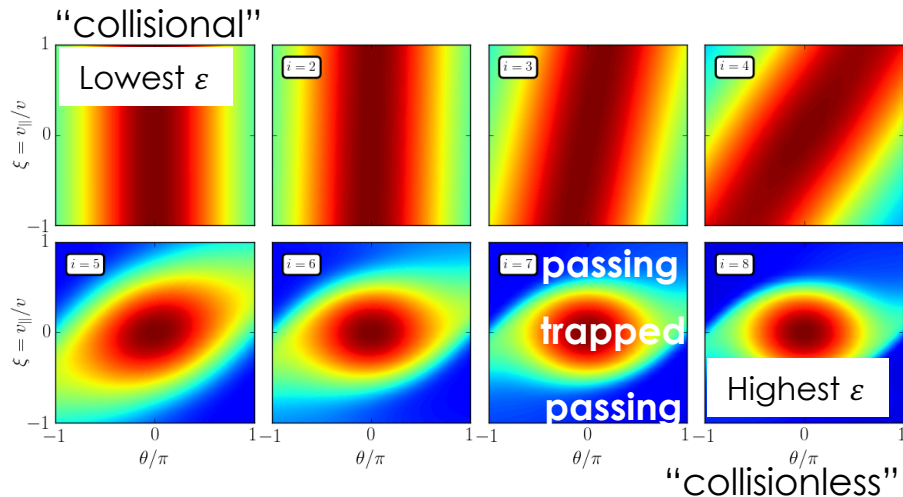 “collisional”
Lowest ε
i = 2
i = 3
i = 4
ξ = v∥/v
1
0
−1
i = 5
i = 6
i = 7
i = 8
passing
trapped
passing
Highest ε
ξ = v∥/v
1
0
−1
−1 0 1
−1 0 1
−1 0 1
−1 0 1
θ/π
θ/π
θ/π
θ/π
“collisionless”